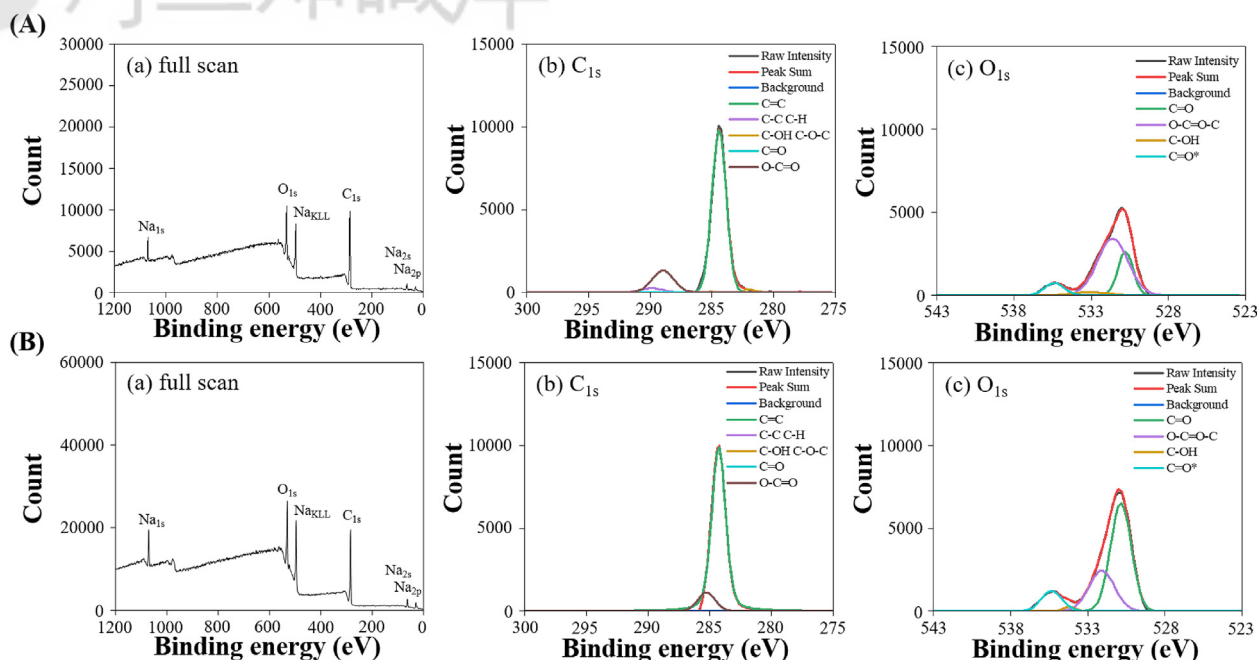 (A)
(a) full scan
30000
25000
20000
15000
10000
5000
0
Count
Na1s
O1s
NaKLL
C1s
Na2s
Na2p
1200 1000 800 600 400 200 0
Binding energy (eV)
(b) C1s
15000
10000
5000
0
Count
Raw Intensity
Peak Sum
Background
C=C
C-C C-H
C-OH C-O-C
C=O
O-C=O
300 295 290 285 280 275
Binding energy (eV)
(c) O1s
15000
10000
5000
0
Count
Raw Intensity
Peak Sum
Background
C=O
O-C=O-C
C-OH
C=O*
543 538 533 528 523
Binding energy (eV)
(B)
(a) full scan
60000
40000
20000
0
Count
Na1s
O1s
NaKLL
C1s
Na2s
Na2p
1200 1000 800 600 400 200 0
Binding energy (eV)
(b) C1s
15000
10000
5000
0
Count
Raw Intensity
Peak Sum
Background
C=C
C-C C-H
C-OH C-O-C
C=O
O-C=O
300 295 290 285 280 275
Binding energy (eV)
(c) O1s
15000
10000
5000
0
Count
Raw Intensity
Peak Sum
Background
C=O
O-C=O-C
C-OH
C=O*
543 538 533 528 523
Binding energy (eV)